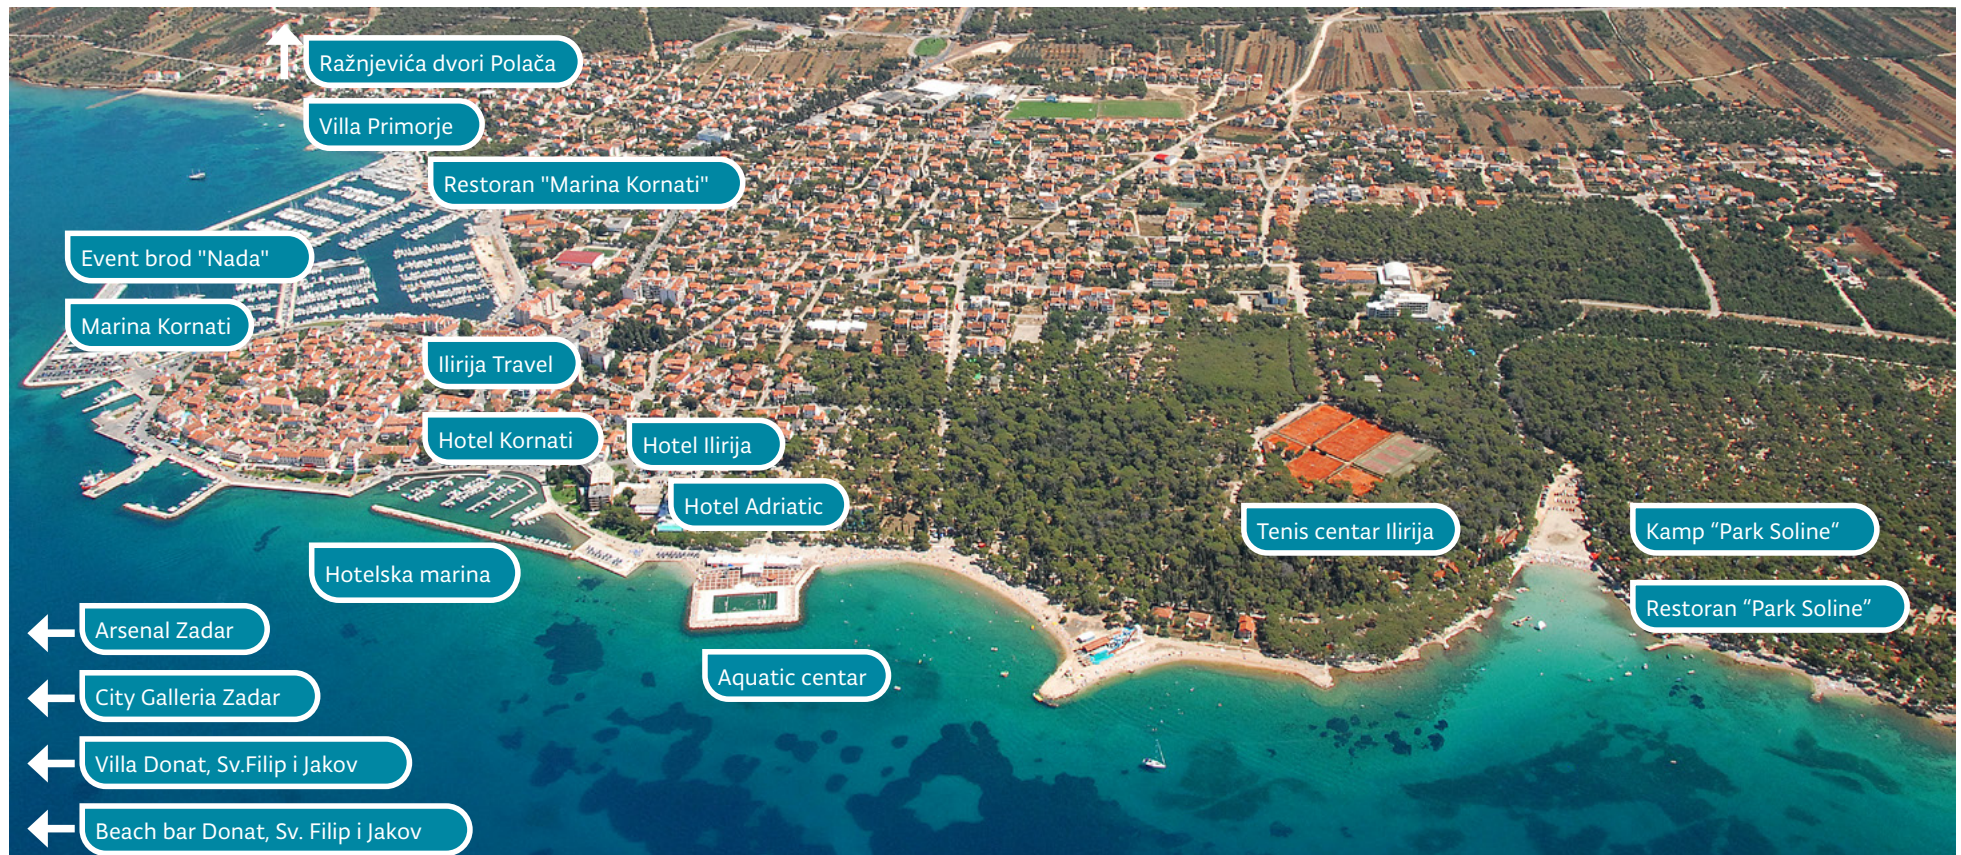 Ražnjevića dvori Polača
Villa Primorje
Restoran "Marina Kornati"
Event brod "Nada"
Marina Kornati
Ilirija Travel
Hotel Kornati
Hotel Ilirija
Hotel Adriatic
Tenis centar Ilirija
Kamp “Park Soline“
Hotelska marina
Restoran “Park Soline”
Arsenal Zadar
Aquatic centar
City Galleria Zadar
Villa Donat, Sv.Filip i Jakov
Beach bar Donat, Sv. Filip i Jakov